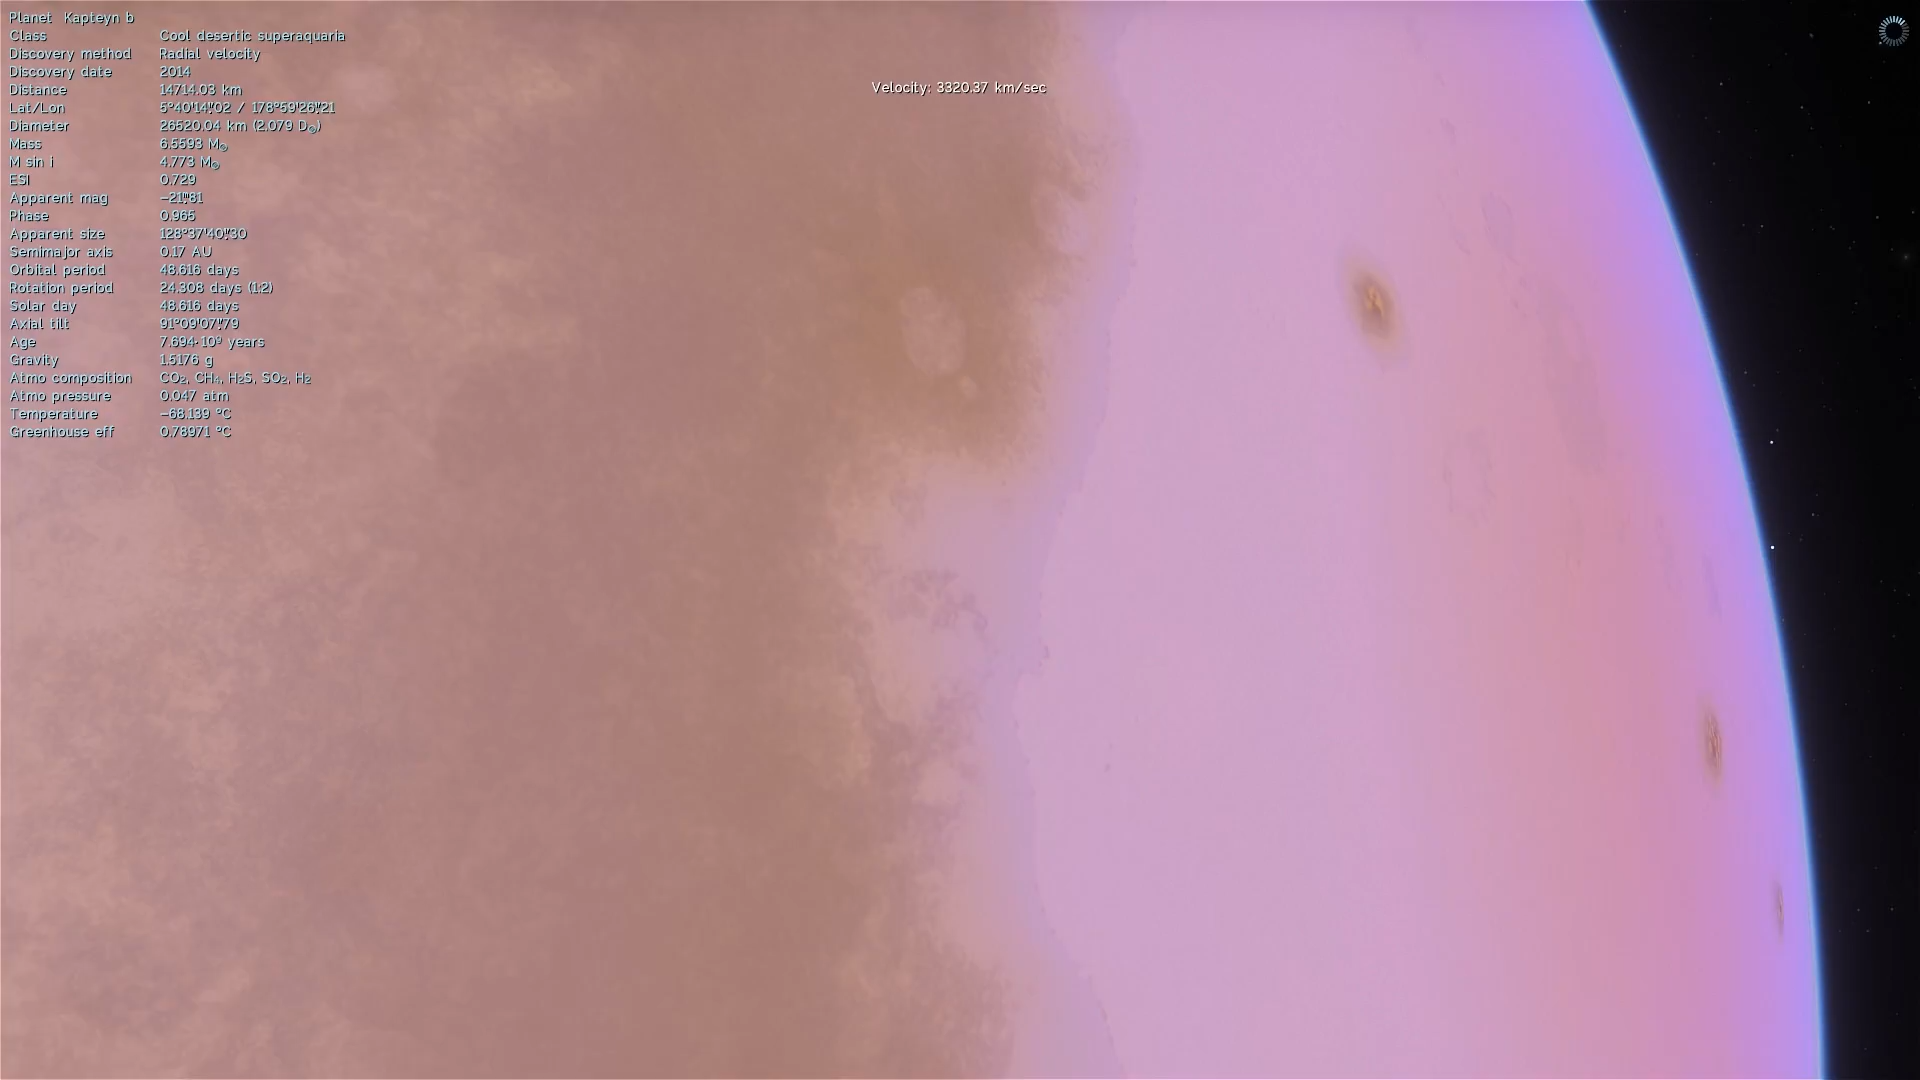 Planet Kapteyn b
Class Cool desertic superaquaria
Discovery method Radial velocity
Discovery date 2014
Distance 14714.03 km
Velocity: 3320.37 km/sec
Lat/Lon 5°40'14"02 / 178°59'26"21
Diameter 26520.04 km (2.079 D⊕)
Mass 6.5593 M⊕
M sin i 4.773 M⊕
ESI 0.729
Apparent mag −21ᵐ81
Phase 0.965
Apparent size 128°37'40"30
Semimajor axis 0.17 AU
Orbital period 48.616 days
Rotation period 24.308 days (1:2)
Solar day 48.616 days
Axial tilt 91°09'07"79
Age 7.694·10⁹ years
Gravity 1.5176 g
Atmo composition CO₂, CH₄, H₂S, SO₂, H₂
Atmo pressure 0.047 atm
Temperature −68.139 °C
Greenhouse eff 0.78971 °C